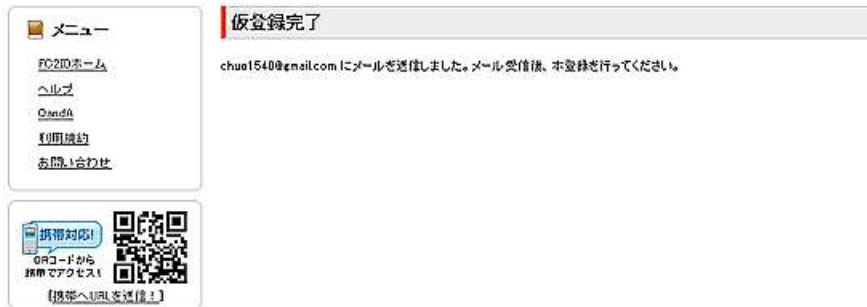 メニュー
FC2IDホーム
ヘルプ
QandA
利用規約
お問い合わせ
携帯対応!
QRコードから
携帯でアクセス!
[携帯へURLを送信!]
仮登録完了
chuo1540@gmail.com にメールを送信しました。メール受信後、本登録を行ってください。